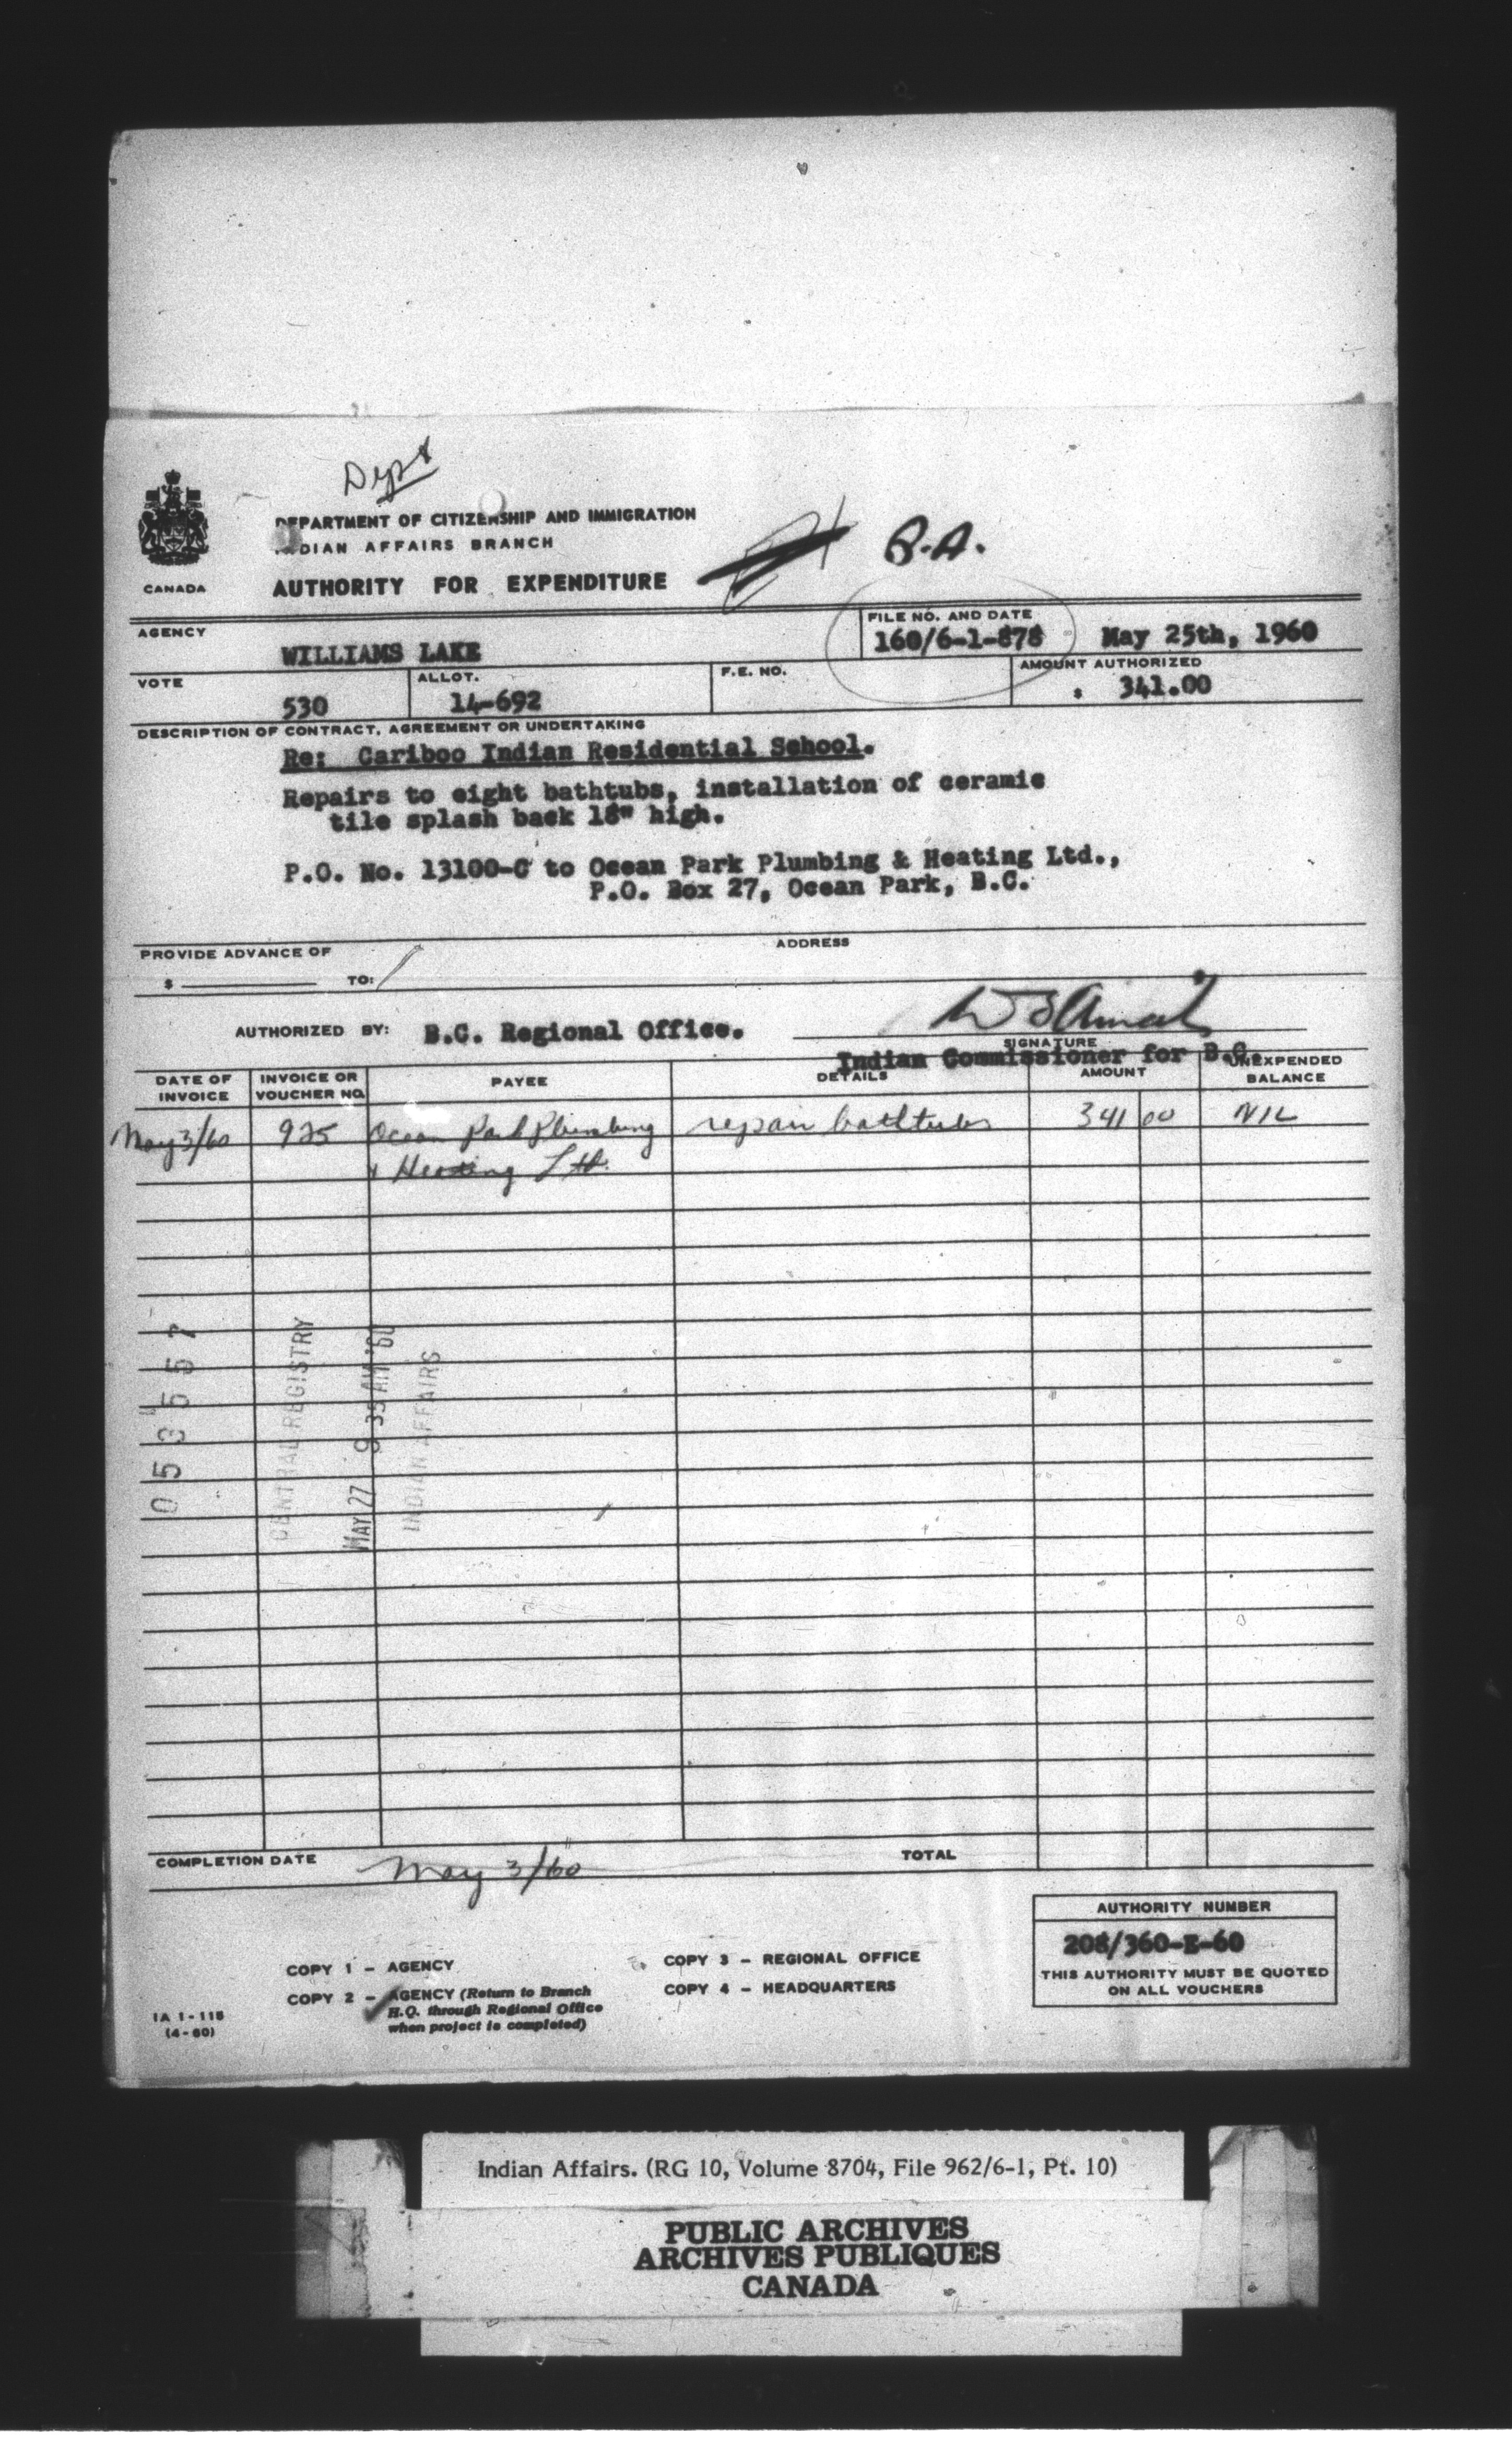 Dept
DEPARTMENT OF CITIZENSHIP AND IMMIGRATION
INDIAN AFFAIRS BRANCH
R.A.
CANADA
AUTHORITY FOR EXPENDITURE
AGENCY
WILLIAMS LAKE
FILE NO. AND DATE
160/6-1-878 May 25th, 1960
VOTE
530
ALLOT.
14-692
F.E. NO.
AMOUNT AUTHORIZED
$ 341.00
DESCRIPTION OF CONTRACT, AGREEMENT OR UNDERTAKING
Re: Cariboo Indian Residential School.
Repairs to eight bathtubs, installation of ceramic
tile splash back 18" high.
P.O. No. 13100-C to Ocean Park Plumbing & Heating Ltd.,
P.O. Box 27, Ocean Park, B.C.
PROVIDE ADVANCE OF
ADDRESS
$ TO:
AUTHORIZED BY: B.C. Regional Office.
SIGNATURE
Indian Commissioner for B.C.
DATE OF INVOICE
INVOICE OR VOUCHER NO.
PAYEE
DETAILS
AMOUNT
UNEXPENDED BALANCE
May 3/60 925 Ocean Park Plumbing repair bathtubs 341 00 NIL
& Heating Ltd.
053557
CENTRAL REGISTRY
MAY 27 9 35 AM '60
INDIAN AFFAIRS
COMPLETION DATE May 3/60 TOTAL
AUTHORITY NUMBER
208/360-E-60
THIS AUTHORITY MUST BE QUOTED
ON ALL VOUCHERS
COPY 1 - AGENCY
COPY 2 - AGENCY (Return to Branch
H.Q. through Regional Office
when project is completed)
COPY 3 - REGIONAL OFFICE
COPY 4 - HEADQUARTERS
IA 1-115
(4-60)
Indian Affairs. (RG 10, Volume 8704, File 962/6-1, Pt. 10)
PUBLIC ARCHIVES
ARCHIVES PUBLIQUES
CANADA